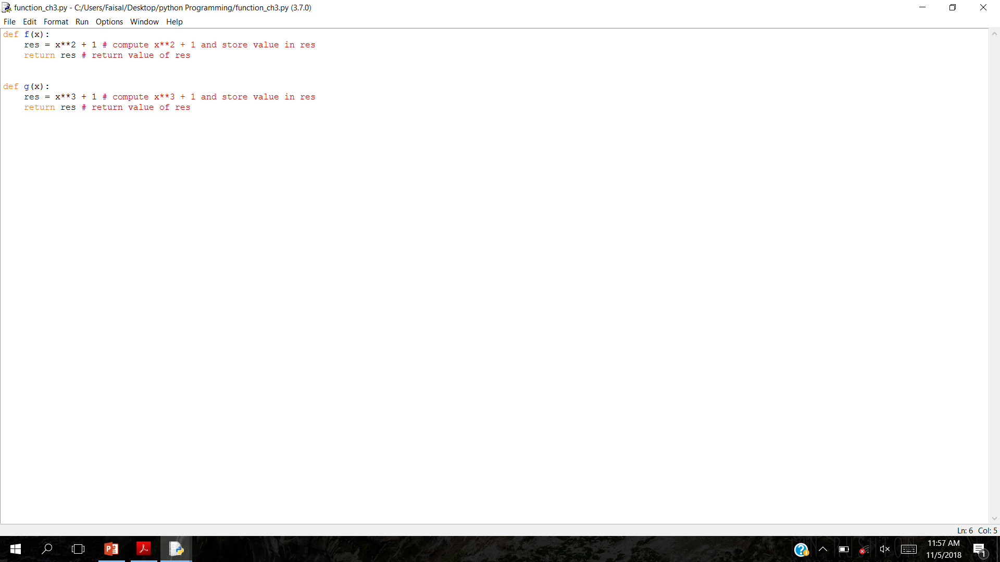 function_ch3.py - C:/Users/Faisal/Desktop/python Programming/function_ch3.py (3.7.0)
File Edit Format Run Options Window Help
def f(x):
    res = x**2 + 1 # compute x**2 + 1 and store value in res
    return res # return value of res
def g(x):
    res = x**3 + 1 # compute x**3 + 1 and store value in res
    return res # return value of res
Ln: 6 Col: 5
11:57 AM
11/5/2018
1